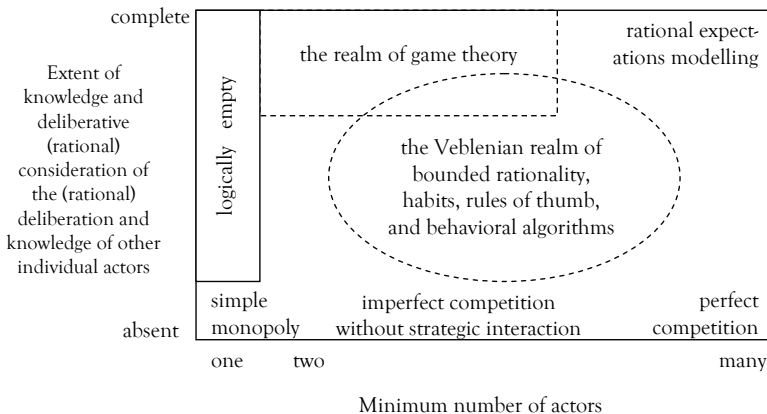 complete
Extent of
knowledge and
deliberative
(rational)
consideration of
the (rational)
deliberation and
knowledge of other
individual actors
absent
logically empty
the realm of game theory
rational expect-
ations modelling
the Veblenian realm of
bounded rationality,
habits, rules of thumb,
and behavioral algorithms
simple
monopoly
imperfect competition
without strategic interaction
perfect
competition
one
two
many
Minimum number of actors